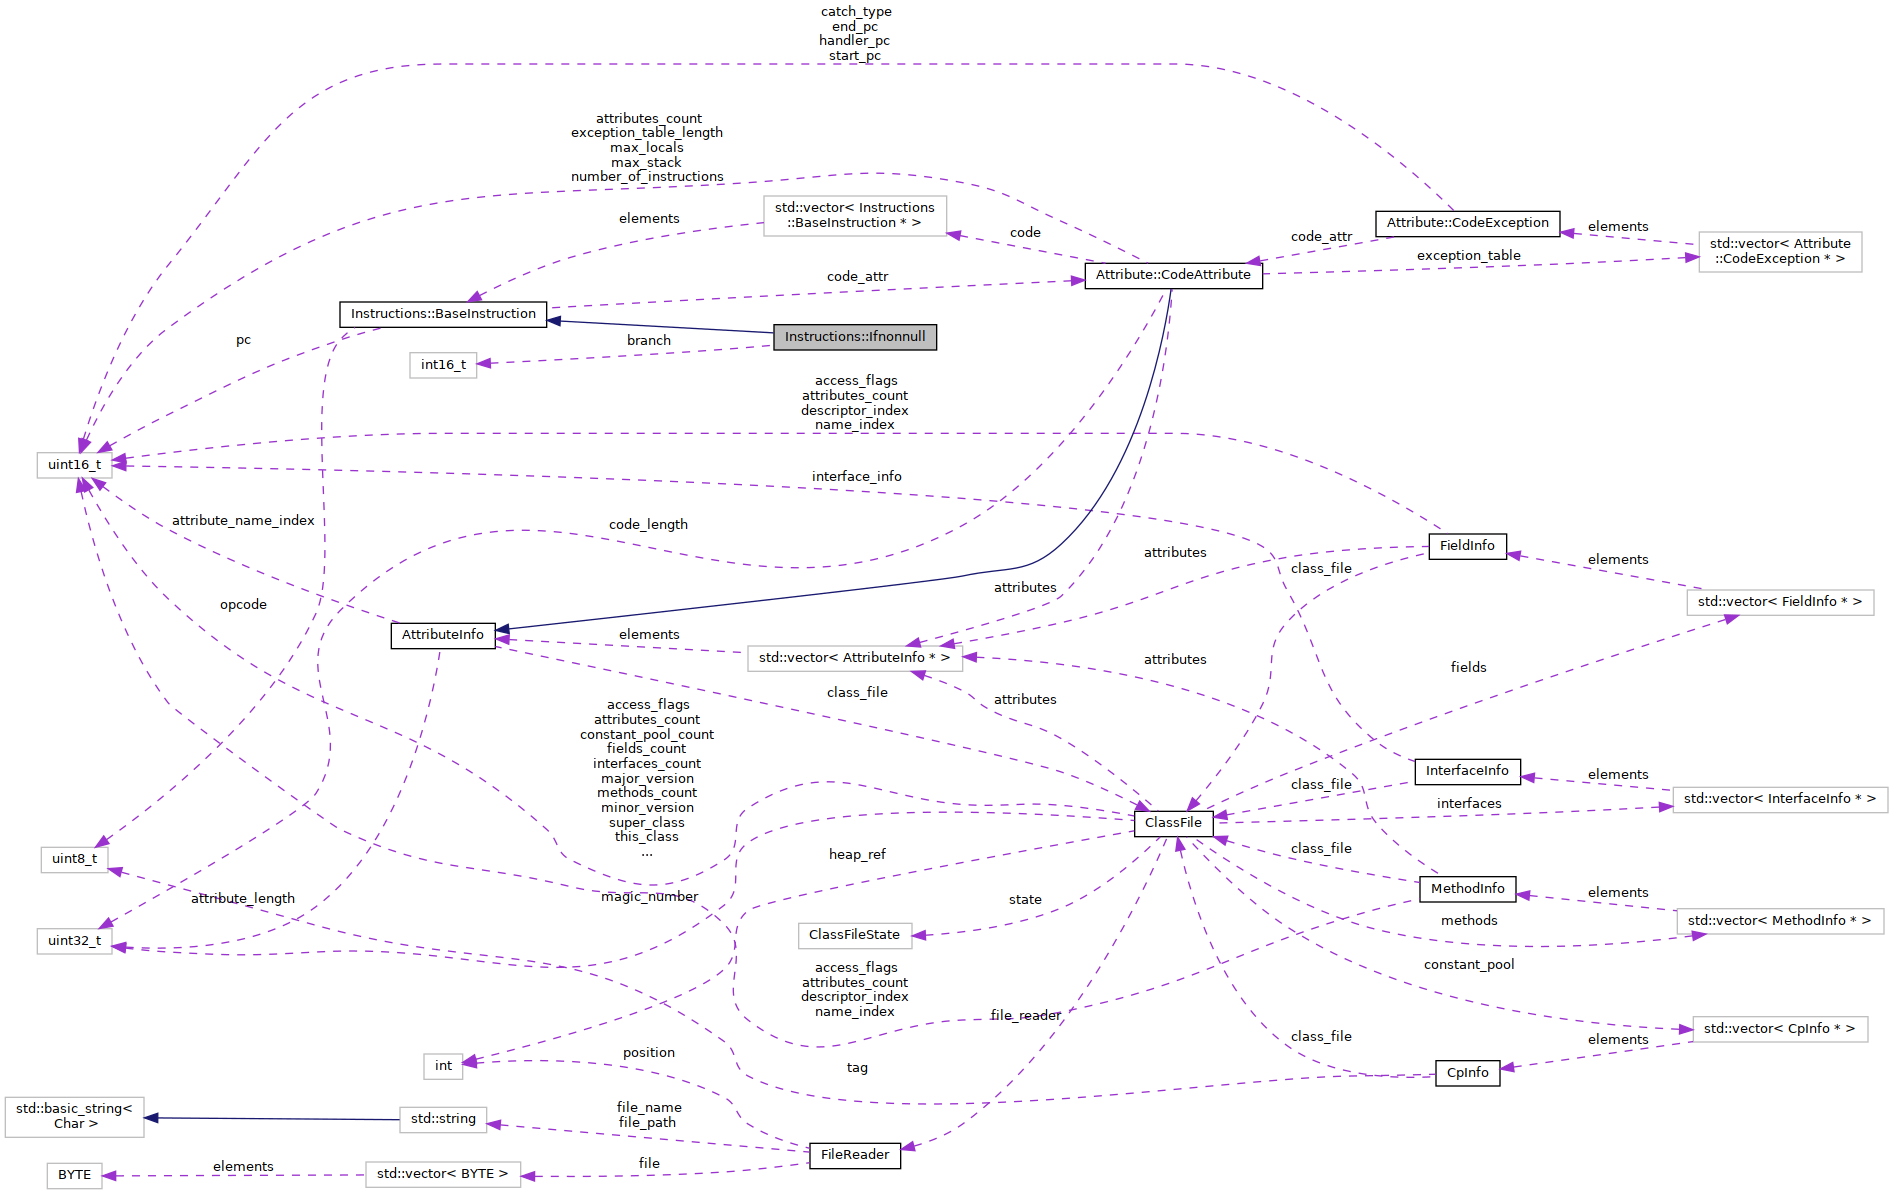 catch_type
end_pc
handler_pc
start_pc
attributes_count
exception_table_length
max_locals
max_stack
number_of_instructions
std::vector< Instructions
::BaseInstruction * >
elements
code
Attribute::CodeException
elements
std::vector< Attribute
::CodeException * >
code_attr
exception_table
Attribute::CodeAttribute
code_attr
Instructions::BaseInstruction
Instructions::Ifnonnull
pc
branch
int16_t
access_flags
attributes_count
descriptor_index
name_index
uint16_t
interface_info
attribute_name_index
code_length
FieldInfo
attributes
class_file
elements
attributes
std::vector< FieldInfo * >
opcode
AttributeInfo
elements
std::vector< AttributeInfo * >
attributes
fields
class_file
attributes
access_flags
attributes_count
constant_pool_count
fields_count
interfaces_count
major_version
methods_count
minor_version
super_class
this_class
...
InterfaceInfo
elements
class_file
std::vector< InterfaceInfo * >
interfaces
ClassFile
class_file
heap_ref
uint8_t
MethodInfo
elements
attribute_length
magic_number
state
methods
std::vector< MethodInfo * >
uint32_t
ClassFileState
access_flags
attributes_count
descriptor_index
name_index
constant_pool
file_reader
class_file
std::vector< CpInfo * >
elements
position
int
tag
CpInfo
std::basic_string<
Char >
std::string
file_name
file_path
FileReader
file
std::vector< BYTE >
elements
BYTE